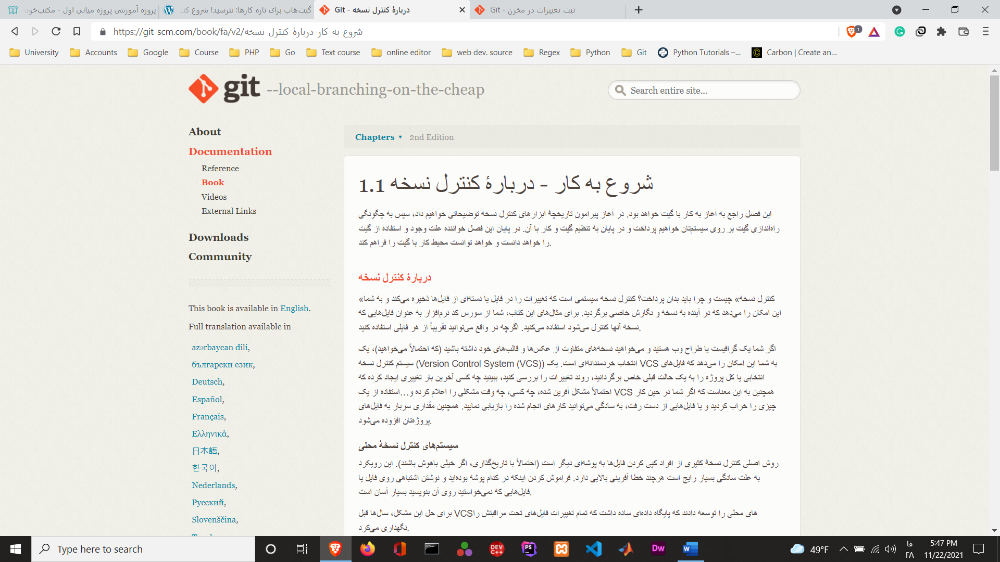 پروژه آموزشی پروژه میانی اول - مکتب‌خونه
گیت‌هاب برای تازه کارها: نترسید! شروع کنید
Git - دربارهٔ کنترل نسخه
Git - ثبت تغییرات در مخزن
https://git-scm.com/book/fa/v2/شروع-به-کار-دربارهٔ-کنترل-نسخه
1
University
Accounts
Google
Course
PHP
Go
Text course
online editor
web dev. source
Regex
Python
Git
Python Tutorials –...
Carbon | Create an...
git --local-branching-on-the-cheap
Search entire site...
About
Documentation
Reference
Book
Videos
External Links
Downloads
Community
This book is available in English.
Full translation available in
azərbaycan dili,
български език,
Deutsch,
Español,
Français,
Ελληνικά,
日本語,
한국어,
Nederlands,
Русский,
Slovenščina,
Chapters ▾ 2nd Edition
1.1 شروع به کار - دربارهٔ کنترل نسخه
این فصل راجع به آغاز به کار با گیت خواهد بود. در آغاز پیرامون تاریخچهٔ ابزارهای کنترل نسخه توضیحاتی خواهیم داد، سپس به چگونگی
راه‌اندازی گیت بر روی سیستم‌تان خواهیم پرداخت و در پایان به تنظیم گیت و کار با آن. در پایان این فصل خواننده علت وجود و استفاده از گیت
را خواهد دانست و خواهد توانست محیط کار با گیت را فراهم کند.
دربارهٔ کنترل نسخه
«کنترل نسخه» چیست و چرا باید بدان پرداخت؟ کنترل نسخه سیستمی است که تغییرات را در فایل یا دسته‌ای از فایل‌ها ذخیره می‌کند و به شما
این امکان را می‌دهد که در آینده به نسخه و نگارش خاصی برگردید. برای مثال‌های این کتاب، شما از سورس کد نرم‌افزار به عنوان فایل‌هایی که
نسخه آنها کنترل می‌شود استفاده می‌کنید. اگرچه در واقع می‌توانید تقریباً از هر فایلی استفاده کنید.
اگر شما یک گرافیست یا طراح وب هستید و می‌خواهید نسخه‌های متفاوت از عکس‌ها و قالب‌های خود داشته باشید (که احتمالاً می‌خواهید)، یک
سیستم کنترل نسخه (Version Control System (VCS)) انتخاب خردمندانه‌ای است. یک VCS به شما این امکان را می‌دهد که فایل‌های
انتخابی یا کل پروژه را به یک حالت قبلی خاص برگردانید، روند تغییرات را بررسی کنید، ببینید چه کسی آخرین بار تغییری ایجاد کرده که
احتمالاً مشکل آفرین شده، چه کسی، چه وقت مشکلی را اعلام کرده و…استفاده از یک VCS همچنین به این معناست که اگر شما در حین کار
چیزی را خراب کردید و یا فایل‌هایی از دست رفت، به سادگی می‌توانید کارهای انجام شده را بازیابی نمایید. همچنین مقداری سربار به فایل‌های
پروژه‌تان افزوده می‌شود.
سیستم‌های کنترل نسخهٔ محلی
روش اصلی کنترل نسخهٔ کثیری از افراد کپی کردن فایل‌ها به پوشه‌ای دیگر است (احتمالاً با تاریخ‌گذاری، اگر خیلی باهوش باشند). این رویکرد
به علت سادگی بسیار رایج است هرچند خطا آفرینی بالایی دارد. فراموش کردن اینکه در کدام پوشه بوده‌اید و نوشتن اشتباهی روی فایل یا
فایل‌هایی که نمی‌خواستید روی آن بنویسید بسیار آسان است.
برای حل این مشکل، سال‌ها قبل VCSهای محلی را توسعه دادند که پایگاه داده‌ای ساده داشت که تمام تغییرات فایل‌های تحت مراقبتش را
نگهداری می‌کرد.
Type here to search
DEV C++
PS
Dw
W
49°F
فا
FA
5:47 PM
11/22/2021